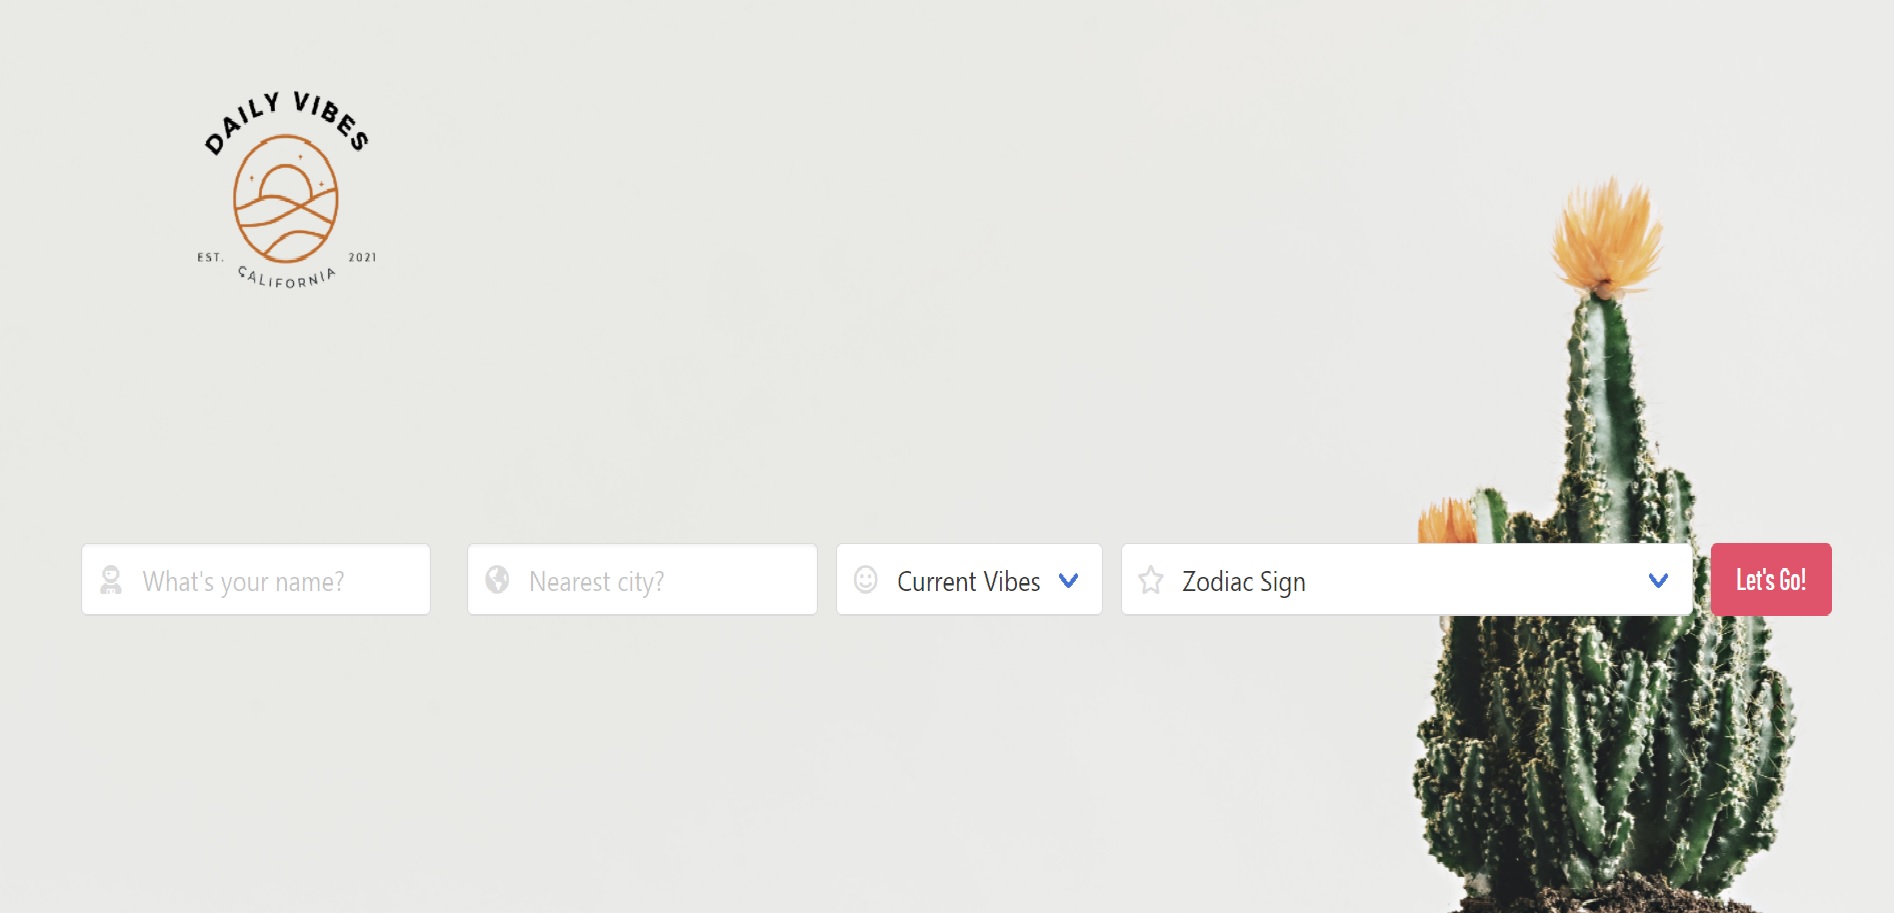 DAILY VIBES
EST. 2021
CALIFORNIA
What's your name?
Nearest city?
Current Vibes
Zodiac Sign
Let's Go!